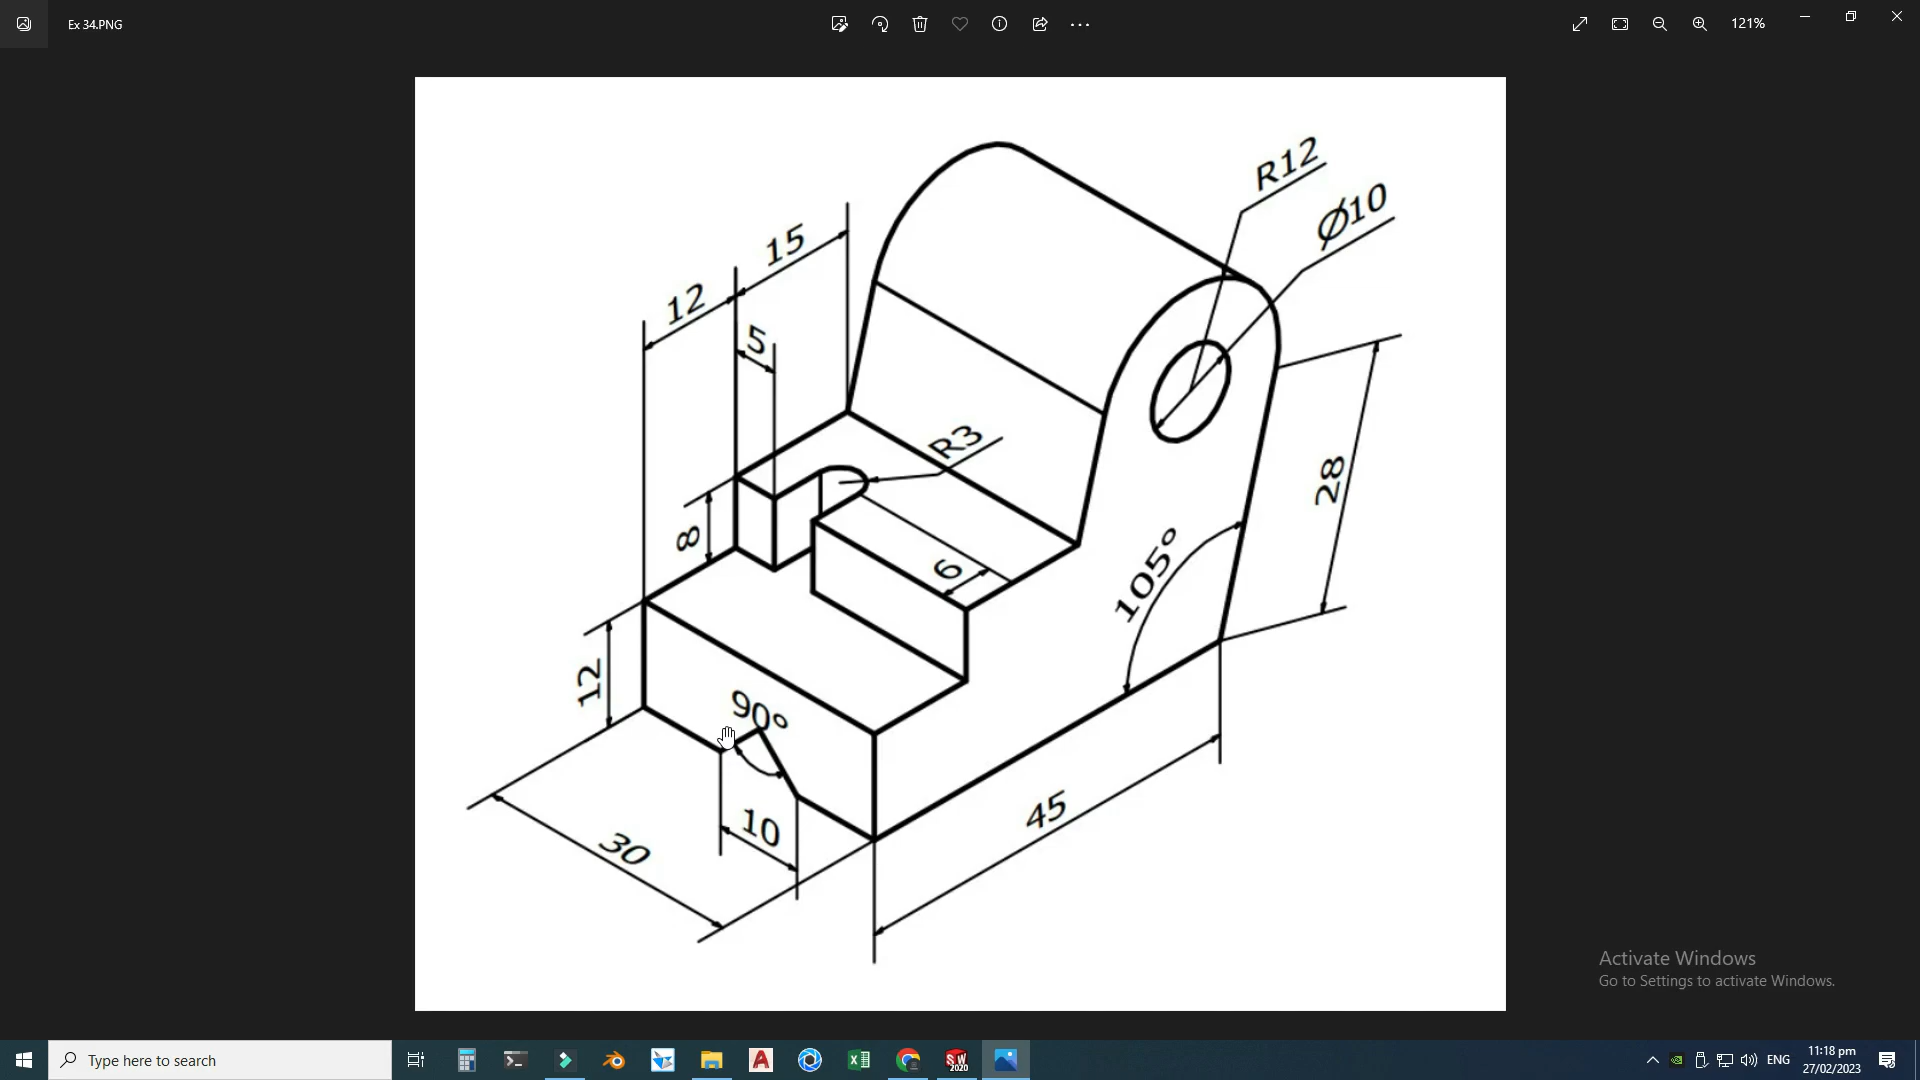 Ex 34.PNG
121%
R12
Ø10
15
12
5
R3
28
8
6
105°
12
90°
10
45
30
Activate Windows
Go to Settings to activate Windows.
Type here to search
SW
2020
ENG
11:18 pm
27/02/2023